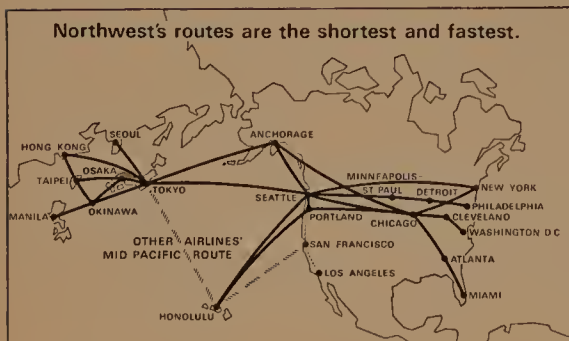 Northwest's routes are the shortest and fastest.
SEOUL
HONG KONG
ANCHORAGE
OSAKA
TAIPEI
TOKYO
MINNEAPOLIS-
ST PAUL
DETROIT
NEW YORK
SEATTLE
PHILADELPHIA
MANILA
OKINAWA
PORTLAND
CHICAGO
CLEVELAND
WASHINGTON D C
OTHER AIRLINES'
MID PACIFIC ROUTE
SAN FRANCISCO
ATLANTA
LOS ANGELES
MIAMI
HONOLULU